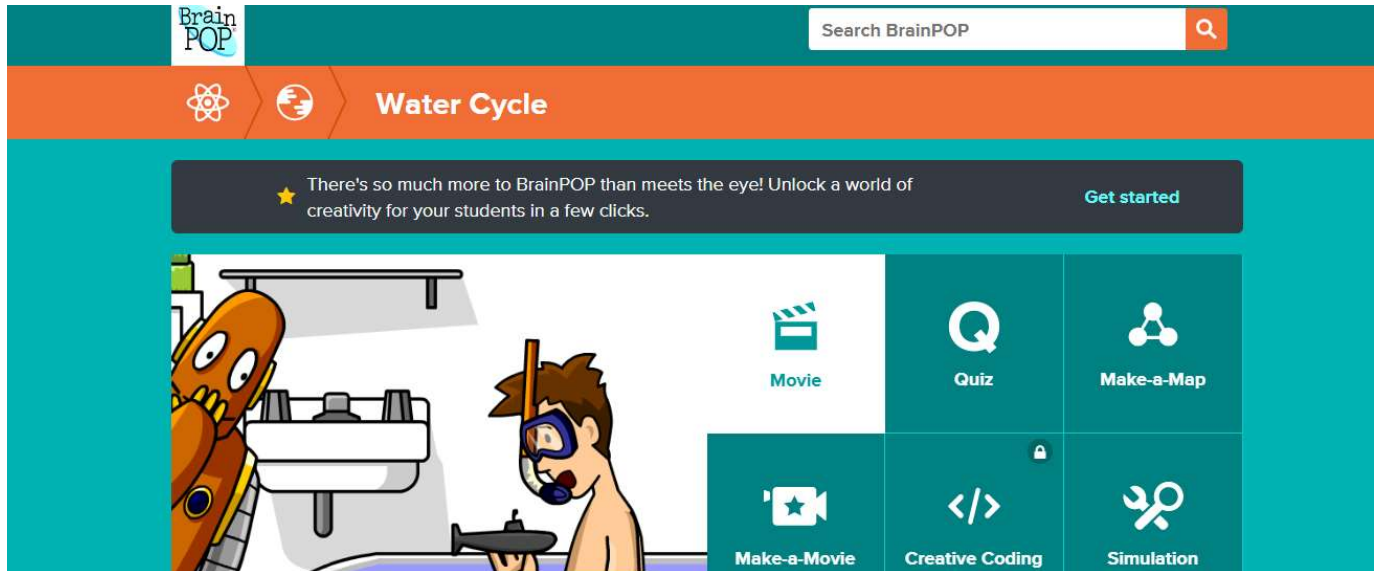 Brain
POP
Search BrainPOP
Water Cycle
There's so much more to BrainPOP than meets the eye! Unlock a world of
creativity for your students in a few clicks.
Get started
Movie
Quiz
Make-a-Map
Make-a-Movie
Creative Coding
Simulation